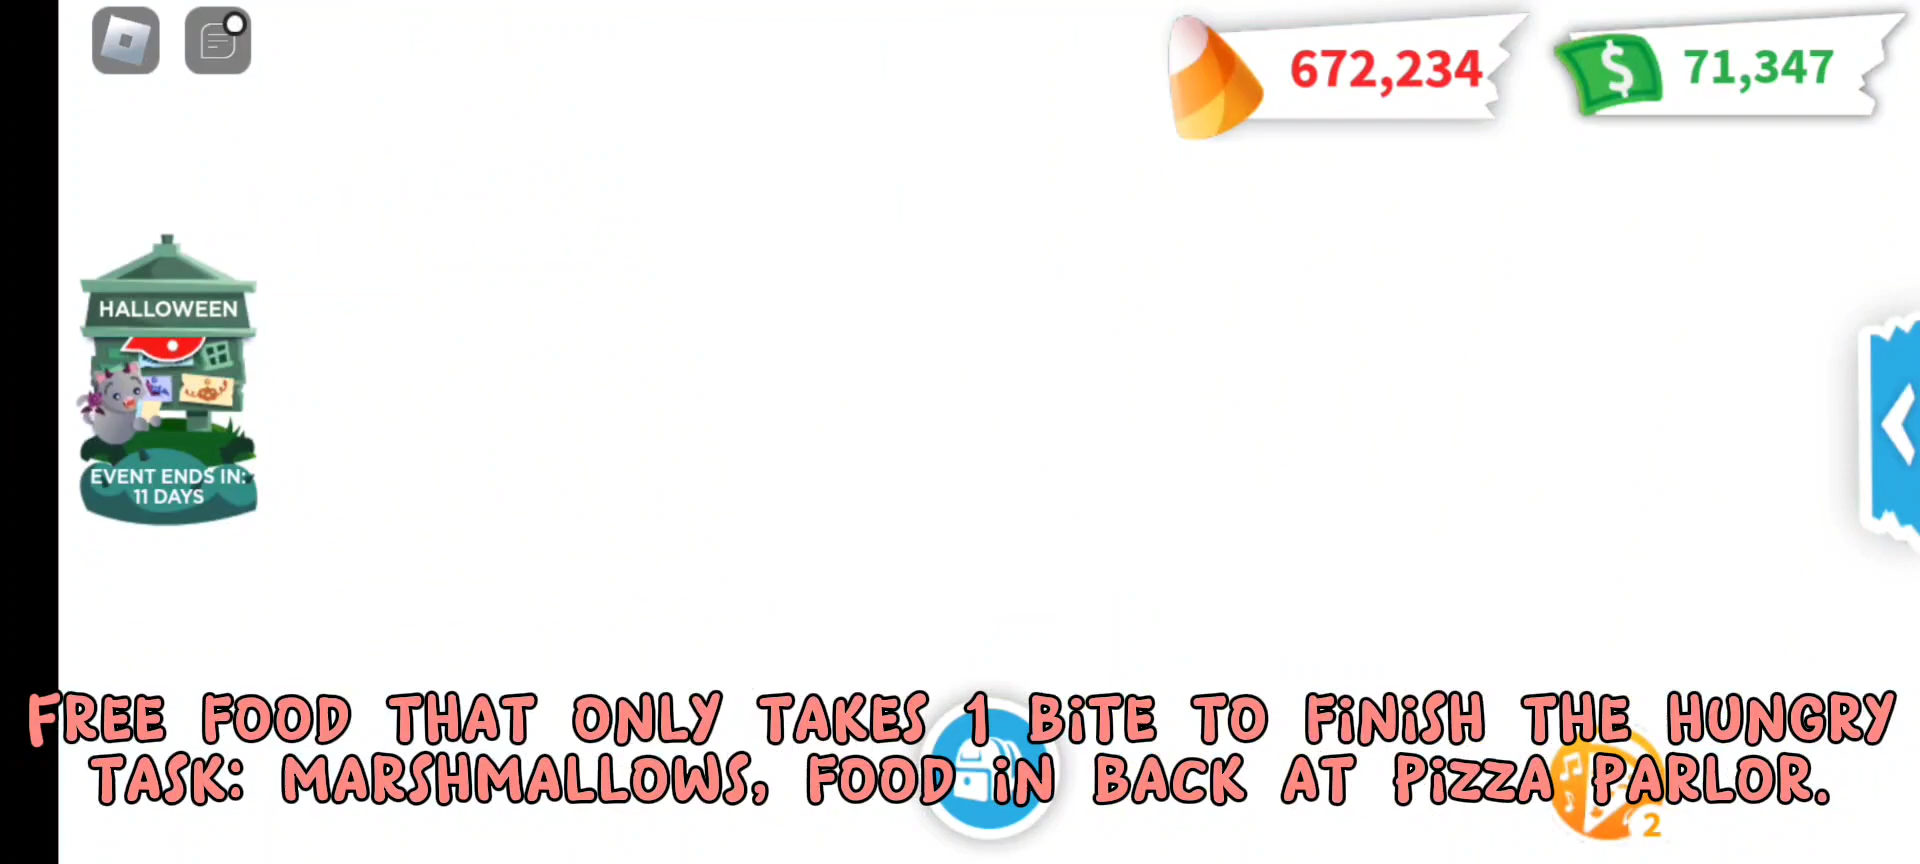 672,234
71,347
HALLOWEEN
EVENT ENDS IN:
11 DAYS
FREE FOOD THAT ONLY TAKES 1 BiTE TO FiNiSH THE HUNGRY
TASK: MARSHMALLOWS, FOOD iN BACK AT PiZZA PARLOR.
2